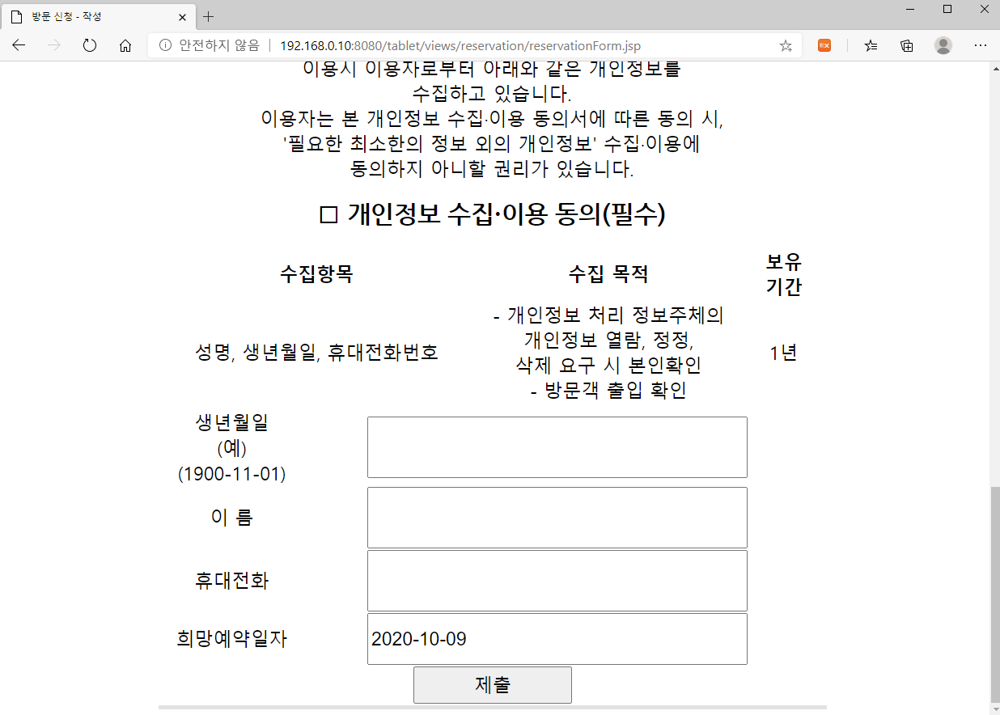 방문 신청 - 작성
안전하지 않음 | 192.168.0.10:8080/tablet/views/reservation/reservationForm.jsp
이용시 이용자로부터 아래와 같은 개인정보를
수집하고 있습니다.
이용자는 본 개인정보 수집·이용 동의서에 따른 동의 시,
'필요한 최소한의 정보 외의 개인정보' 수집·이용에
동의하지 아니할 권리가 있습니다.
□ 개인정보 수집·이용 동의(필수)
수집항목
수집 목적
보유
기간
성명, 생년월일, 휴대전화번호
- 개인정보 처리 정보주체의
개인정보 열람, 정정,
삭제 요구 시 본인확인
- 방문객 출입 확인
1년
생년월일
(예)
(1900-11-01)
이 름
휴대전화
희망예약일자
2020-10-09
제출